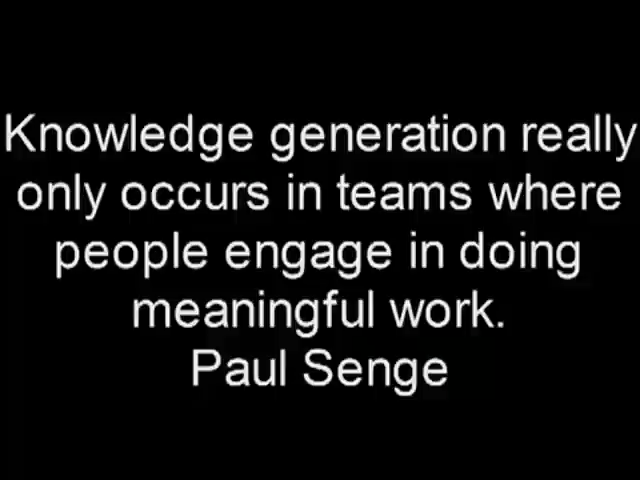 Knowledge generation really
only occurs in teams where
people engage in doing
meaningful work.
Paul Senge